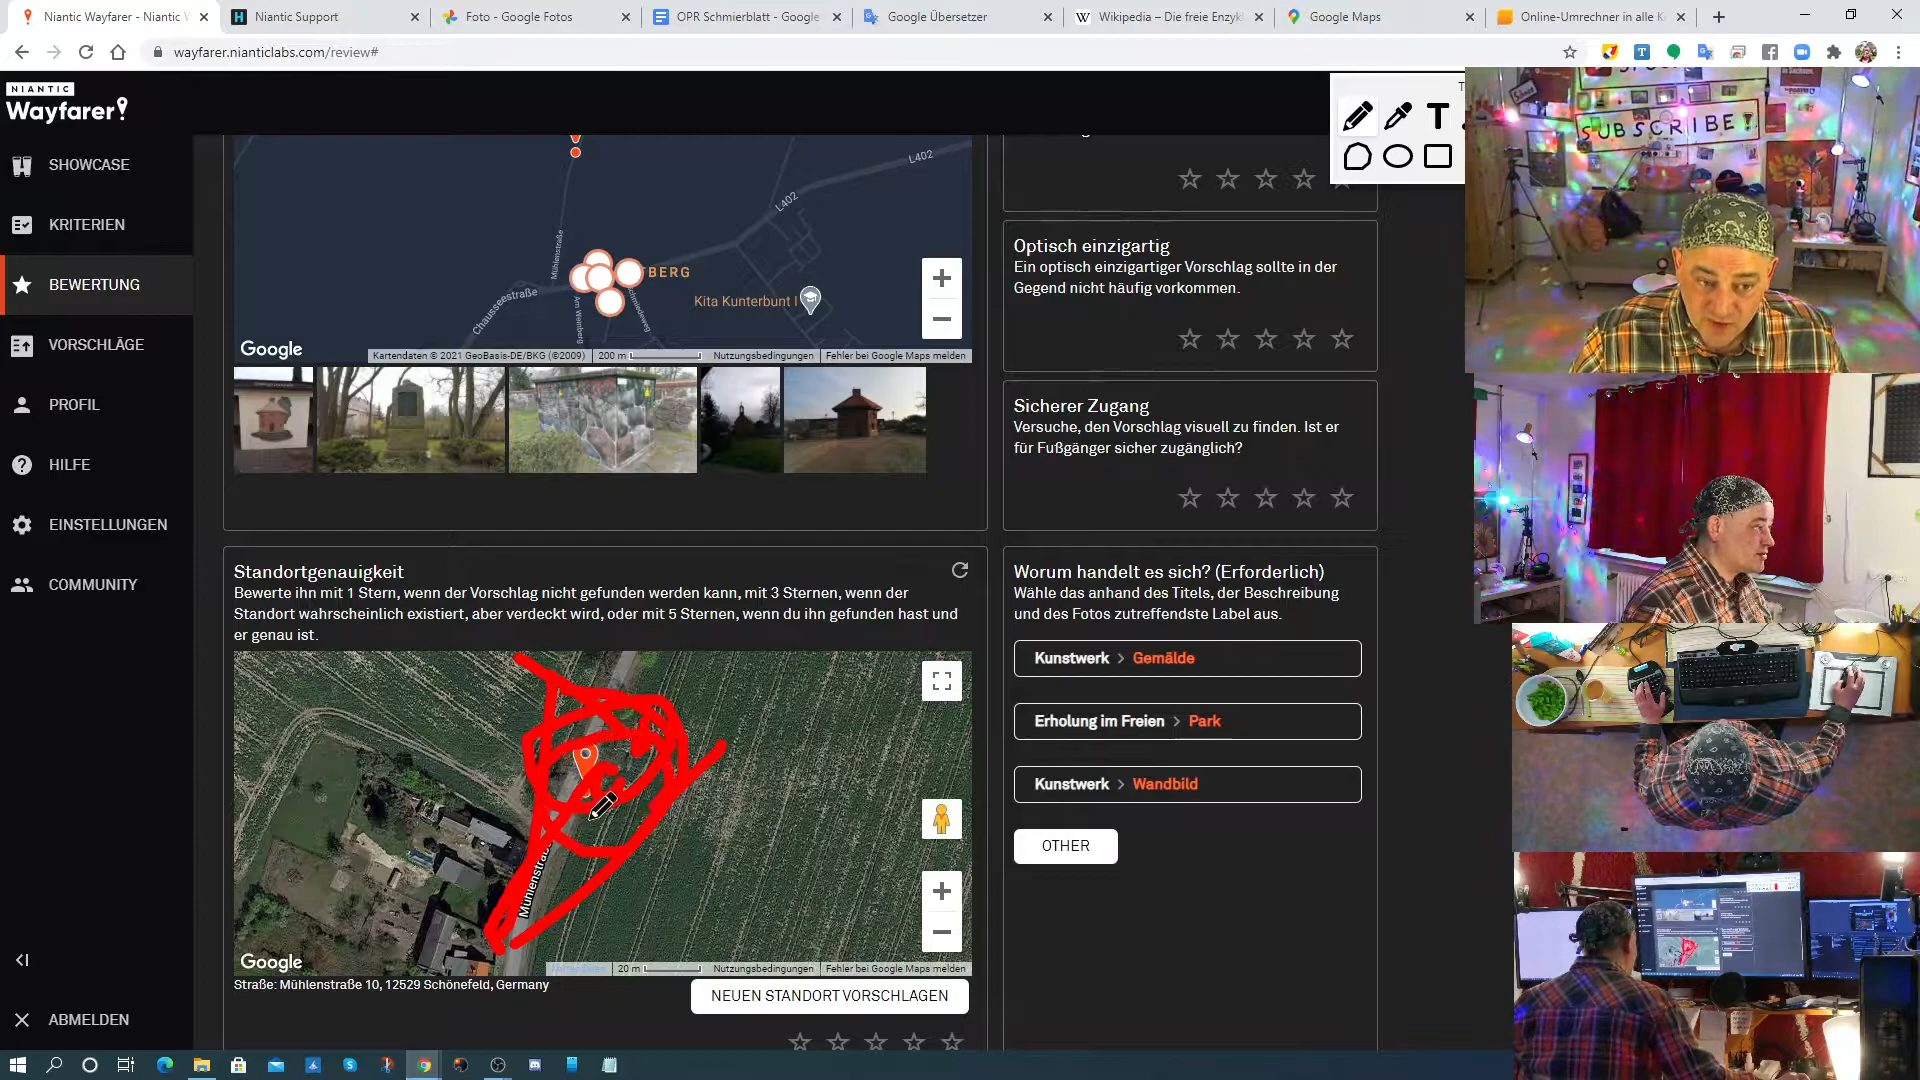 Niantic Wayfarer - Niantic W
Niantic Support
Foto - Google Fotos
OPR Schmierblatt - Google
Google Übersetzer
Wikipedia – Die freie Enzykl
Google Maps
Online-Umrechner in alle K
wayfarer.nianticlabs.com/review#
NIANTIC
Wayfarer
SHOWCASE
KRITERIEN
BEWERTUNG
VORSCHLÄGE
PROFIL
HILFE
EINSTELLUNGEN
COMMUNITY
ABMELDEN
L402
L402
Mühlenstraße
BERG
Chausseestraße
Am Weinberg
Kita Kunterbunt I
Google
Kartendaten © 2021 GeoBasis-DE/BKG (©2009)
200 m
Nutzungsbedingungen
Fehler bei Google Maps melden
Standortgenauigkeit
Bewerte ihn mit 1 Stern, wenn der Vorschlag nicht gefunden werden kann, mit 3 Sternen, wenn der
Standort wahrscheinlich existiert, aber verdeckt wird, oder mit 5 Sternen, wenn du ihn gefunden hast und
er genau ist.
Mühlenstraß
Google
20 m
Nutzungsbedingungen
Fehler bei Google Maps melden
Straße: Mühlenstraße 10, 12529 Schönefeld, Germany
NEUEN STANDORT VORSCHLAGEN
Optisch einzigartig
Ein optisch einzigartiger Vorschlag sollte in der
Gegend nicht häufig vorkommen.
Sicherer Zugang
Versuche, den Vorschlag visuell zu finden. Ist er
für Fußgänger sicher zugänglich?
Worum handelt es sich? (Erforderlich)
Wähle das anhand des Titels, der Beschreibung
und des Fotos zutreffendste Label aus.
Kunstwerk > Gemälde
Erholung im Freien > Park
Kunstwerk > Wandbild
OTHER
T
SUBSCRIBE!